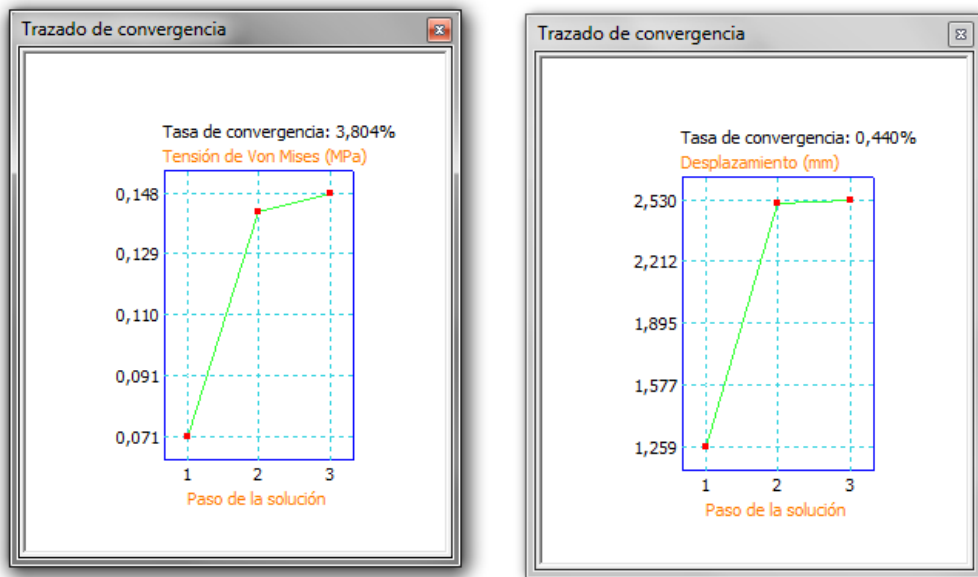 Trazado de convergencia
Tasa de convergencia: 3,804%
Tensión de Von Mises (MPa)
0,148
0,129
0,110
0,091
0,071
1 2 3
Paso de la solución
Trazado de convergencia
Tasa de convergencia: 0,440%
Desplazamiento (mm)
2,530
2,212
1,895
1,577
1,259
1 2 3
Paso de la solución